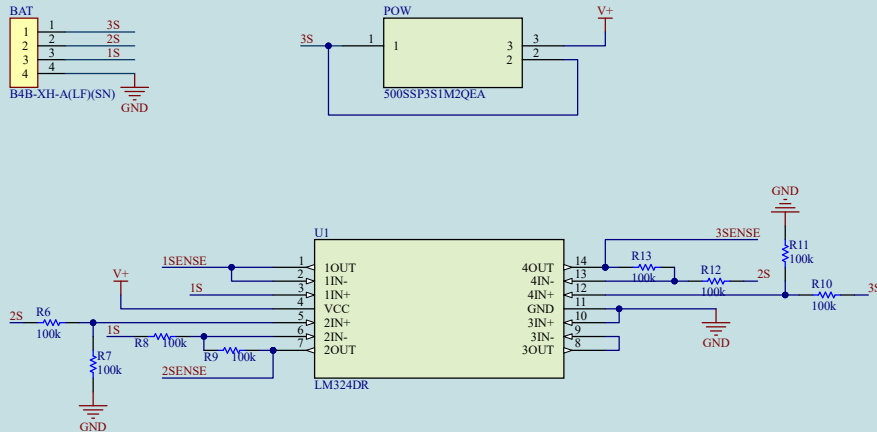 BAT
1 1 3S
2 2 2S
3 3 1S
4 4
B4B-XH-A(LF)(SN)
GND
POW
V+
3S 1 1 3 3
2 2
500SSP3S1M2QEA
GND
U1
3SENSE
R11
100k
1SENSE 1 1OUT 4OUT 14 R13
100k
2 1IN- 4IN- 13 R12 2S
100k
1S 3 1IN+ 4IN+ 12 R10 3S
100k
V+
4 VCC GND 11
GND
2S R6 5 2IN+ 3IN+ 10
100k
1S R8 100k 6 2IN- 3IN- 9
R9 100k 7 2OUT 3OUT 8
R7
100k
2SENSE
LM324DR
GND